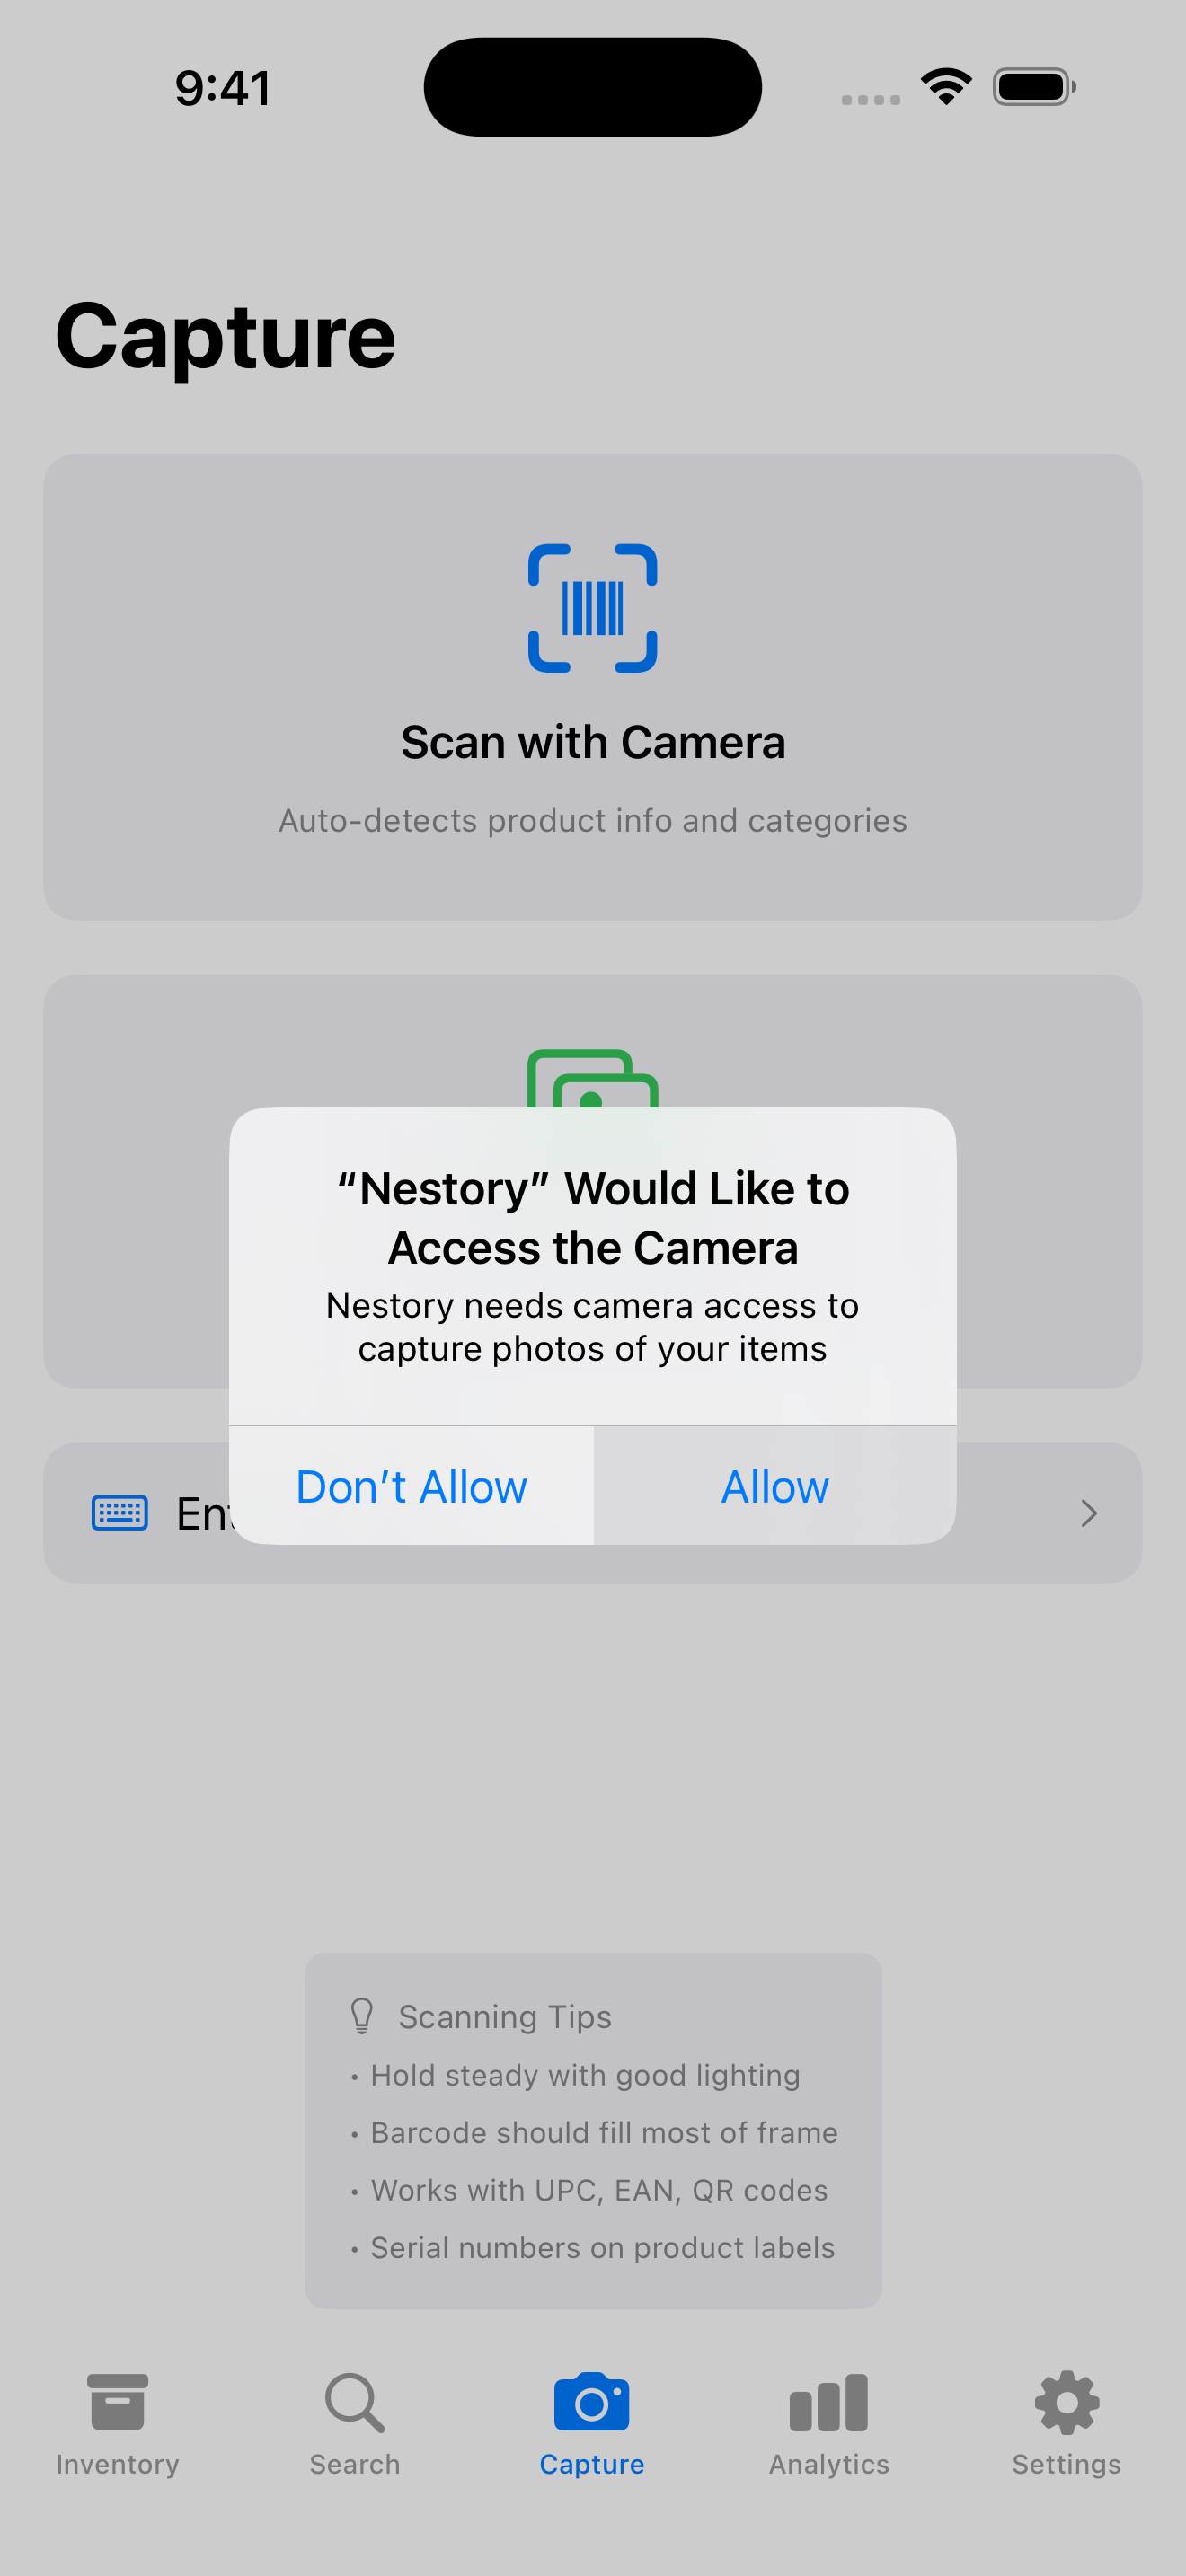 9:41
Capture
Scan with Camera
Auto-detects product info and categories
“Nestory” Would Like to
Access the Camera
Nestory needs camera access to
capture photos of your items
Don’t Allow
Allow
Scanning Tips
• Hold steady with good lighting
• Barcode should fill most of frame
• Works with UPC, EAN, QR codes
• Serial numbers on product labels
Inventory
Search
Capture
Analytics
Settings